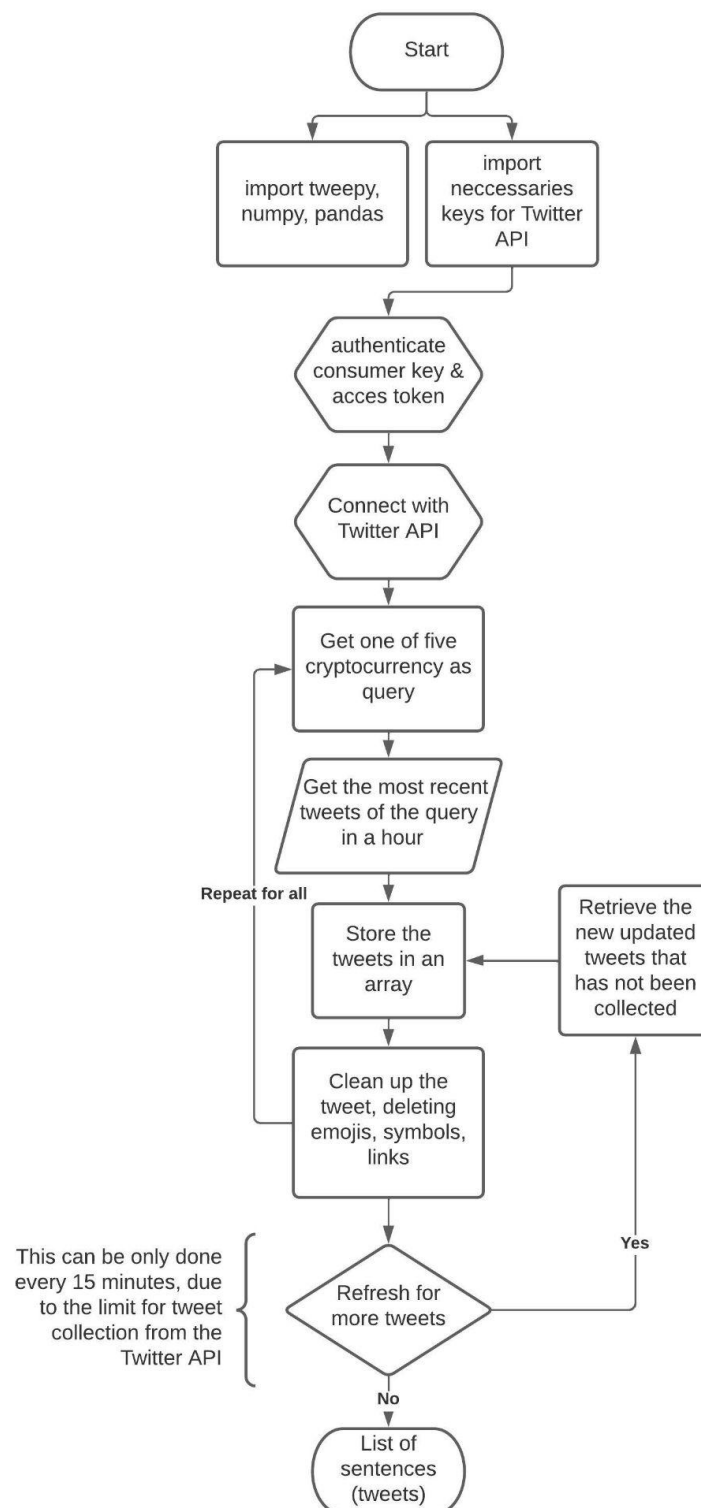 Start
import tweepy,
numpy, pandas
import
neccessaries
keys for Twitter
API
authenticate
consumer key &
acces token
Connect with
Twitter API
Get one of five
cryptocurrency as
query
Get the most recent
tweets of the query
in a hour
Repeat for all
Store the
tweets in an
array
Retrieve the
new updated
tweets that
has not been
collected
Clean up the
tweet, deleting
emojis, symbols,
links
Yes
This can be only done
every 15 minutes, due
to the limit for tweet
collection from the
Twitter API
Refresh for
more tweets
No
List of
sentences
(tweets)